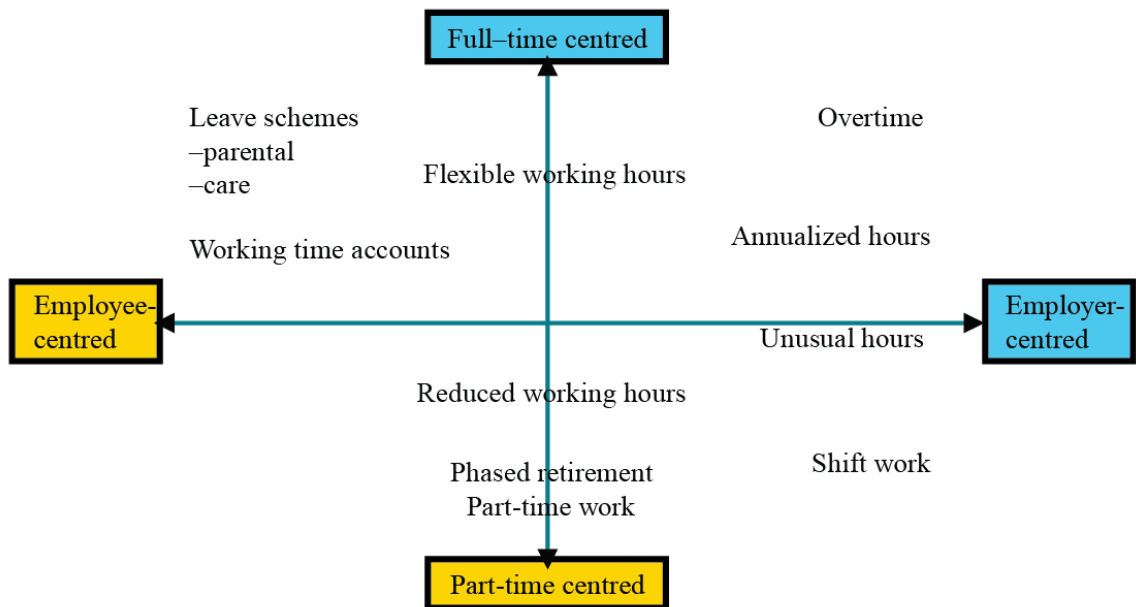 Full–time centred
Leave schemes
–parental
–care
Overtime
Flexible working hours
Working time accounts
Annualized hours
Employee-
centred
Employer-
centred
Unusual hours
Reduced working hours
Shift work
Phased retirement
Part-time work
Part-time centred